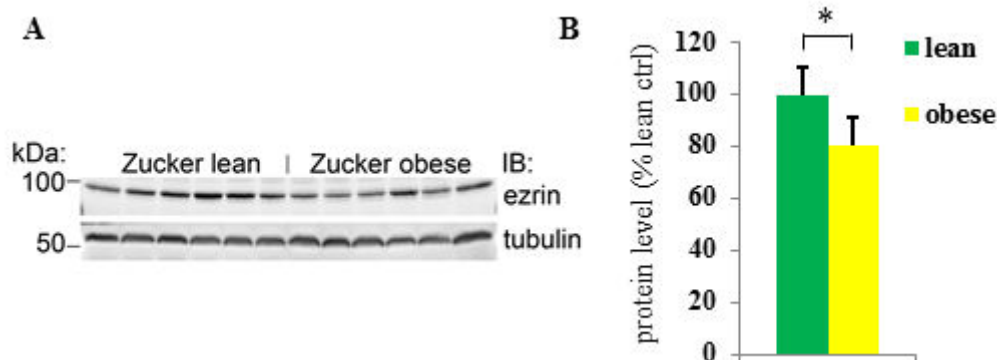 A
kDa:
Zucker lean | Zucker obese
IB:
100
ezrin
50
tubulin
B
*
protein level (% lean ctrl)
120
100
80
60
40
20
0
lean
obese